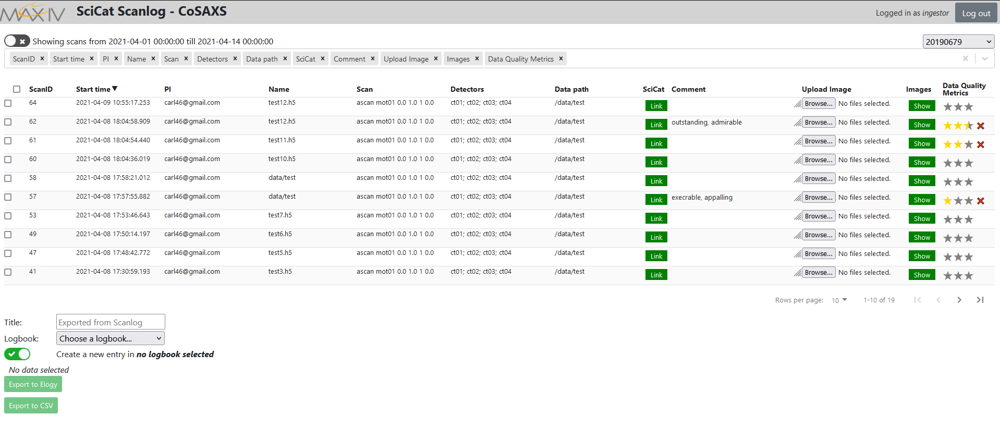 MAXIV SciCat Scanlog - CoSAXS Logged in as ingestor Log out
Showing scans from 2021-04-01 00:00:00 till 2021-04-14 00:00:00 20190679
ScanID × Start time × PI × Name × Scan × Detectors × Data path × SciCat × Comment × Upload Image × Images × Data Quality Metrics ×
ScanID Start time▼ PI Name Scan Detectors Data path SciCat Comment Upload Image Images Data Quality Metrics
64 2021-04-09 10:55:17.253 carl46@gmail.com test12.h5 ascan mot01 0.0 1.0 1 0.0 ct01; ct02; ct03; ct04 /data/test Link Browse... No files selected. Show
62 2021-04-08 18:04:58.909 carl46@gmail.com test12.h5 ascan mot01 0.0 1.0 1 0.0 ct01; ct02; ct03; ct04 /data/test Link outstanding, admirable Browse... No files selected. Show
61 2021-04-08 18:04:54.440 carl46@gmail.com test11.h5 ascan mot01 0.0 1.0 1 0.0 ct01; ct02; ct03; ct04 /data/test Link Browse... No files selected. Show
60 2021-04-08 18:04:36.019 carl46@gmail.com test10.h5 ascan mot01 0.0 1.0 1 0.0 ct01; ct02; ct03; ct04 /data/test Link Browse... No files selected. Show
58 2021-04-08 17:58:21.012 carl46@gmail.com data/test ascan mot01 0.0 1.0 1 0.0 ct01; ct02; ct03; ct04 /data/test Link Browse... No files selected. Show
57 2021-04-08 17:57:55.882 carl46@gmail.com data/test ascan mot01 0.0 1.0 1 0.0 ct01; ct02; ct03; ct04 /data/test Link execrable, appalling Browse... No files selected. Show
53 2021-04-08 17:53:46.643 carl46@gmail.com test7.h5 ascan mot01 0.0 1.0 1 0.0 ct01; ct02; ct03; ct04 /data/test Link Browse... No files selected. Show
49 2021-04-08 17:50:14.197 carl46@gmail.com test6.h5 ascan mot01 0.0 1.0 1 0.0 ct01; ct02; ct03; ct04 /data/test Link Browse... No files selected. Show
47 2021-04-08 17:48:42.772 carl46@gmail.com test5.h5 ascan mot01 0.0 1.0 1 0.0 ct01; ct02; ct03; ct04 /data/test Link Browse... No files selected. Show
41 2021-04-08 17:30:59.193 carl46@gmail.com test3.h5 ascan mot01 0.0 1.0 1 0.0 ct01; ct02; ct03; ct04 /data/test Link Browse... No files selected. Show
Rows per page: 10 1-10 of 19
Title: Exported from Scanlog
Logbook: Choose a logbook...
Create a new entry in no logbook selected
No data selected
Export to Elogy
Export to CSV